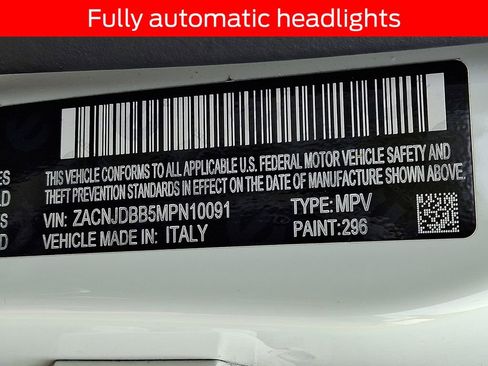 Fully automatic headlights
THIS VEHICLE CONFORMS TO ALL APPLICABLE U.S. FEDERAL MOTOR VEHICLE SAFETY AND
THEFT PREVENTION STANDARDS IN EFFECT ON THE DATE OF MANUFACTURE SHOWN ABOVE.
VIN: ZACNJDBB5MPN10091 TYPE: MPV
VEHICLE MADE IN: ITALY PAINT: 296